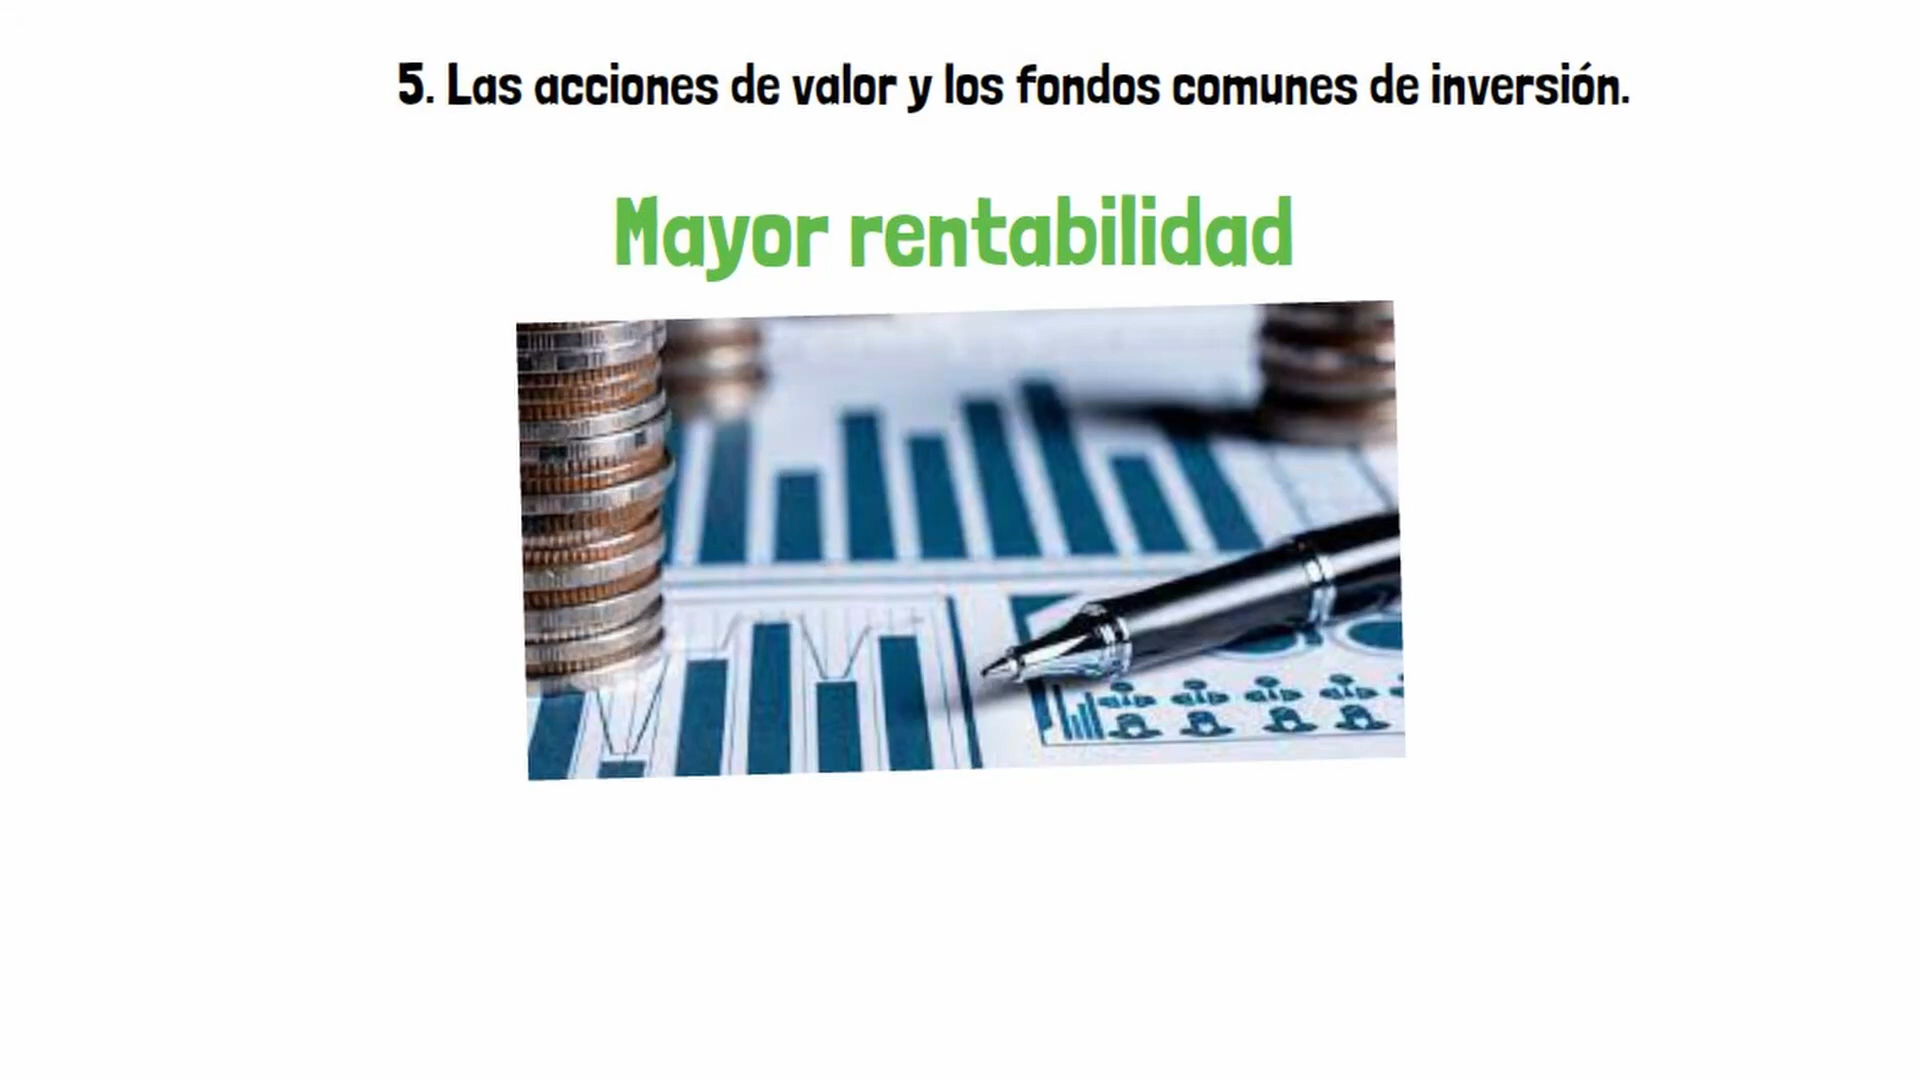 5. Las acciones de valor y los fondos comunes de inversión.
Mayor rentabilidad